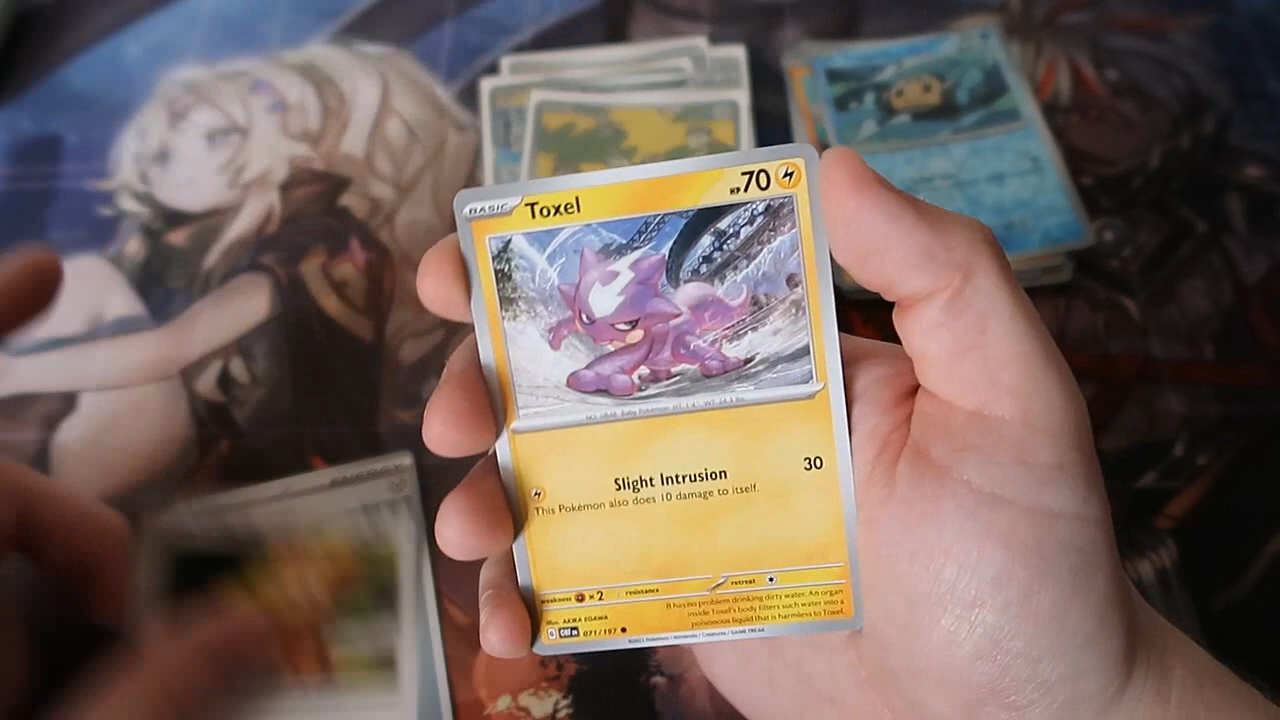 BASIC Toxel HP 70
NO. 0848 Baby Pokémon HT: 1'4" WT: 24.3 lbs.
Slight Intrusion 30
This Pokémon also does 10 damage to itself.
weakness ×2 resistance retreat
It has no problem drinking dirty water. An organ
inside Toxel's body filters such water into a
poisonous liquid that is harmless to Toxel.
Illus. AKIRA EGAWA
G OBF EN 071/197
©2023 Pokémon / Nintendo / Creatures / GAME FREAK
ENERGY